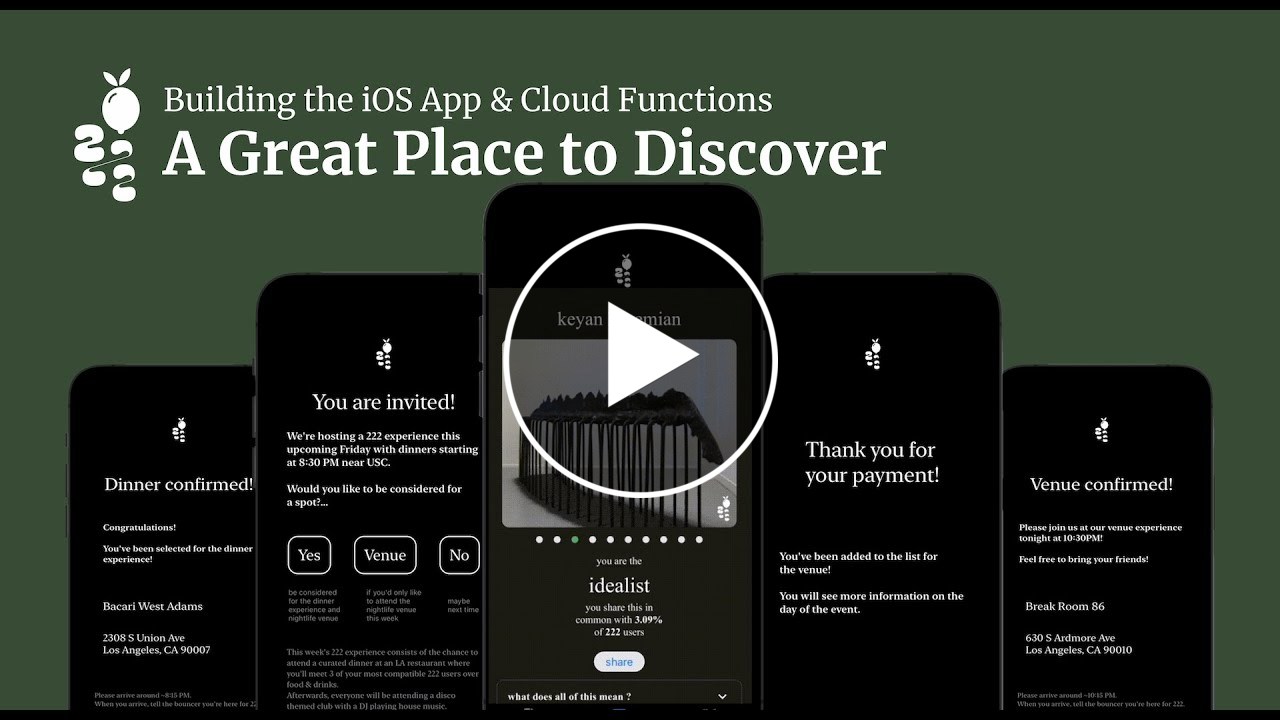 Building the iOS App & Cloud Functions
A Great Place to Discover
Dinner confirmed!
Congratulations!
You've been selected for the dinner
experience!
Bacari West Adams
2308 S Union Ave
Los Angeles, CA 90007
Please arrive around ~8:15 PM.
When you arrive, tell the bouncer you're here for
You are invited!
We're hosting a 222 experience this
upcoming Friday with dinners starting
at 8:30 PM near USC.
Would you like to be considered for
a spot?...
Yes
Venue
No
be considered
for the dinner
experience and
nightlife venue
if you'd only like
to attend the
nightlife venue
this week
maybe
next time
This week's 222 experience consists of the chance to
attend a curated dinner at an LA restaurant where
you'll meet 3 of your most compatible 222 users over
food & drinks.
Afterwards, everyone will be attending a disco
themed club with a DJ playing house music.
keyan
you are the
idealist
you share this in
common with 3.09%
of 222 users
share
what does all of this mean ?
Thank you for
your payment!
You've been added to the list for
the venue!
You will see more information on the
day of the event.
Venue confirmed!
Please join us at our venue experience
tonight at 10:30PM!
Feel free to bring your friends!
Break Room 86
630 S Ardmore Ave
Los Angeles, CA 90010
Please arrive around ~10:15 PM.
When you arrive, tell the bouncer you're here for 222.